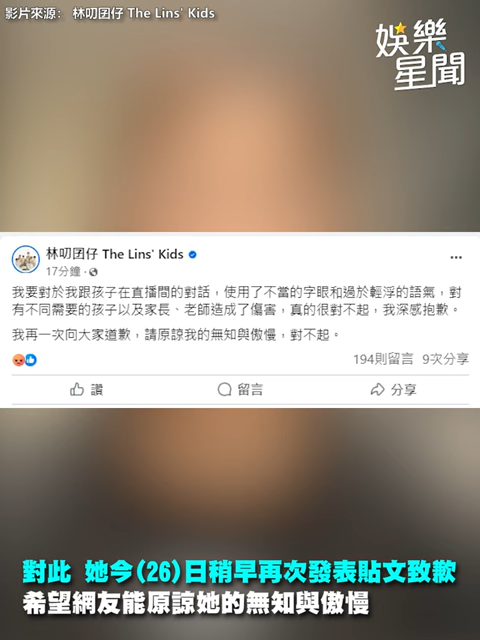 影片來源： 林叨囝仔 The Lins' Kids
娛樂
星聞
林叨囝仔 The Lins' Kids
17分鐘 ·
我要對於我跟孩子在直播間的對話，使用了不當的字眼和過於輕浮的語氣，對
有不同需要的孩子以及家長、老師造成了傷害，真的很對不起，我深感抱歉。
我再一次向大家道歉，請原諒我的無知與傲慢，對不起。
194則留言 9次分享
讚 留言 分享
對此 她今(26)日稍早再次發表貼文致歉
希望網友能原諒她的無知與傲慢